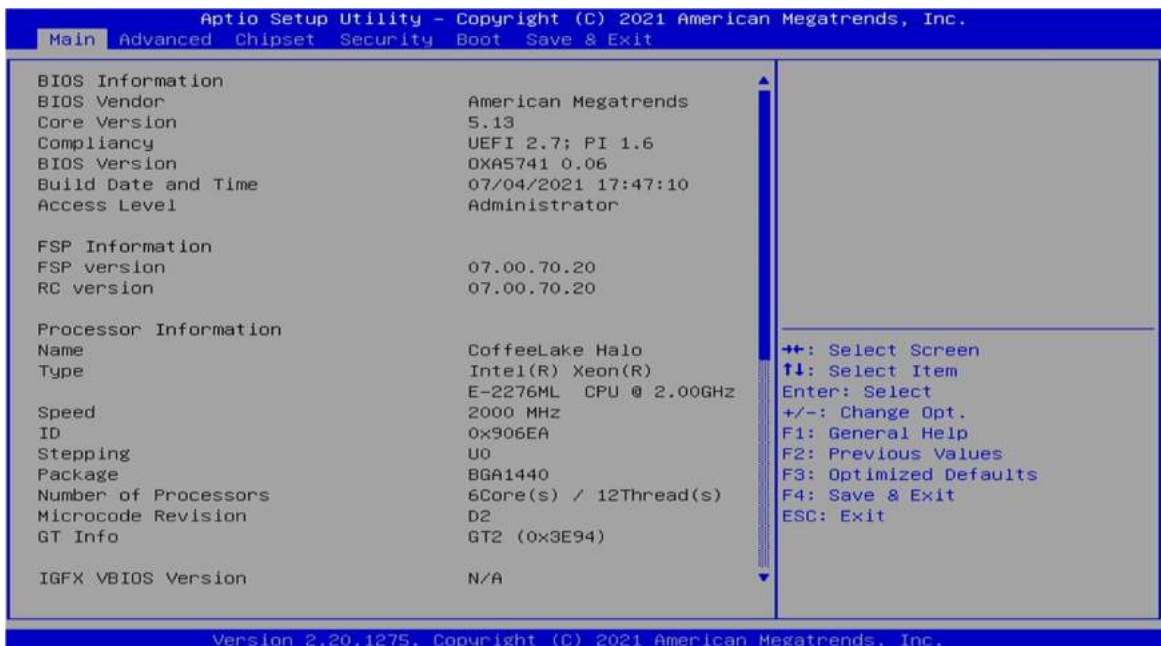 Aptio Setup Utility – Copyright (C) 2021 American Megatrends, Inc.
Main Advanced Chipset Security Boot Save & Exit
BIOS Information
BIOS Vendor American Megatrends
Core Version 5.13
Compliancy UEFI 2.7; PI 1.6
BIOS Version OXA5741 0.06
Build Date and Time 07/04/2021 17:47:10
Access Level Administrator
FSP Information
FSP version 07.00.70.20
RC version 07.00.70.20
Processor Information
Name CoffeeLake Halo
Type Intel(R) Xeon(R)
E-2276ML CPU @ 2.00GHz
Speed 2000 MHz
ID 0x906EA
Stepping U0
Package BGA1440
Number of Processors 6Core(s) / 12Thread(s)
Microcode Revision D2
GT Info GT2 (0x3E94)
IGFX VBIOS Version N/A
→←: Select Screen
↑↓: Select Item
Enter: Select
+/-: Change Opt.
F1: General Help
F2: Previous Values
F3: Optimized Defaults
F4: Save & Exit
ESC: Exit
Version 2.20.1275. Copyright (C) 2021 American Megatrends, Inc.